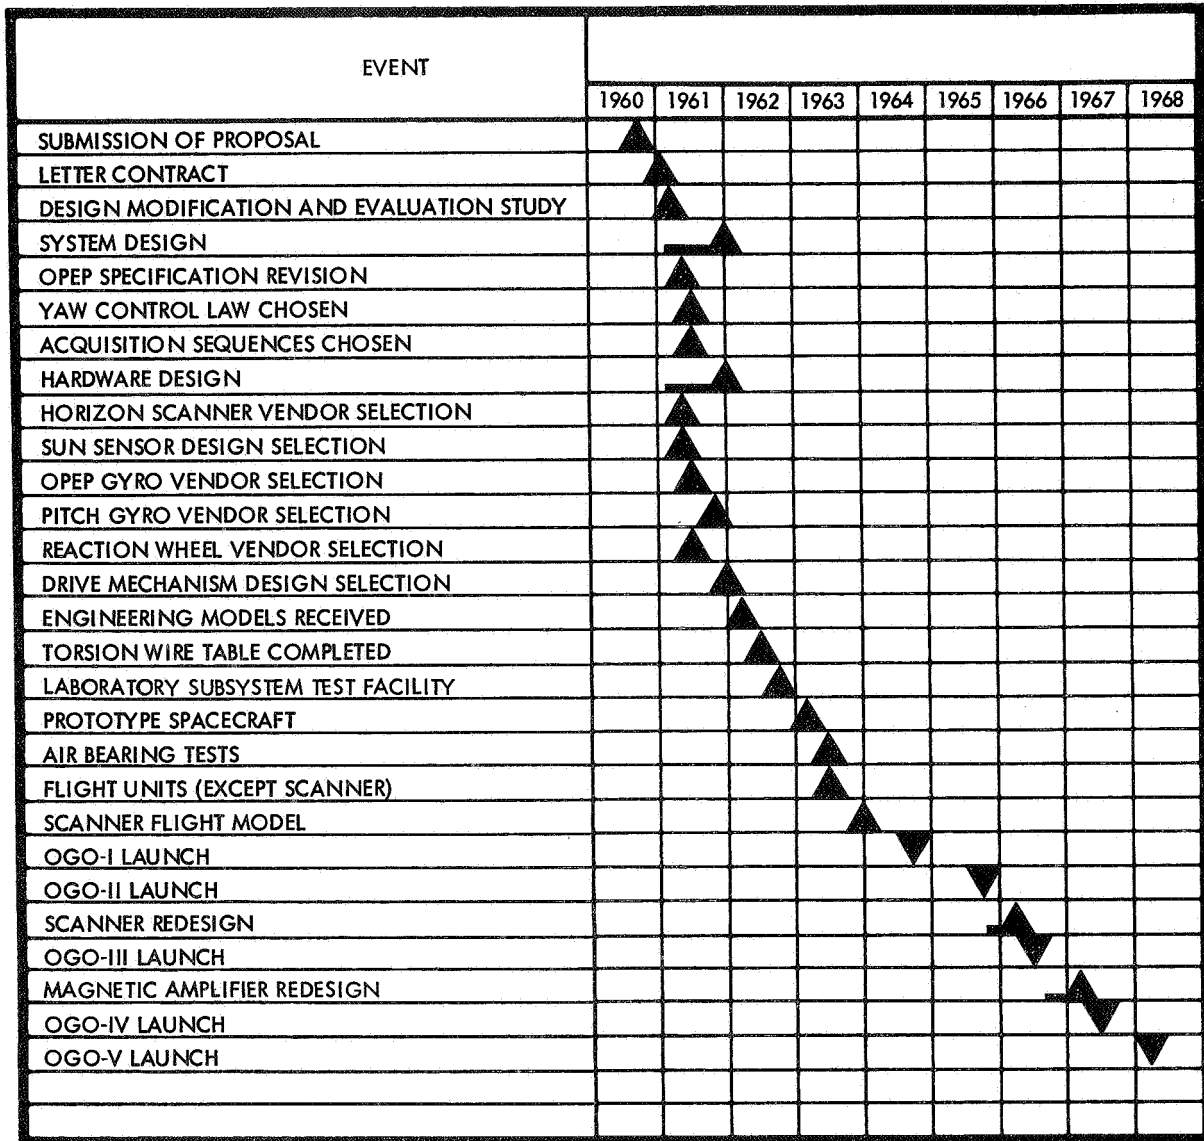 EVENT
1960 1961 1962 1963 1964 1965 1966 1967 1968
SUBMISSION OF PROPOSAL
LETTER CONTRACT
DESIGN MODIFICATION AND EVALUATION STUDY
SYSTEM DESIGN
OPEP SPECIFICATION REVISION
YAW CONTROL LAW CHOSEN
ACQUISITION SEQUENCES CHOSEN
HARDWARE DESIGN
HORIZON SCANNER VENDOR SELECTION
SUN SENSOR DESIGN SELECTION
OPEP GYRO VENDOR SELECTION
PITCH GYRO VENDOR SELECTION
REACTION WHEEL VENDOR SELECTION
DRIVE MECHANISM DESIGN SELECTION
ENGINEERING MODELS RECEIVED
TORSION WIRE TABLE COMPLETED
LABORATORY SUBSYSTEM TEST FACILITY
PROTOTYPE SPACECRAFT
AIR BEARING TESTS
FLIGHT UNITS (EXCEPT SCANNER)
SCANNER FLIGHT MODEL
OGO-I LAUNCH
OGO-II LAUNCH
SCANNER REDESIGN
OGO-III LAUNCH
MAGNETIC AMPLIFIER REDESIGN
OGO-IV LAUNCH
OGO-V LAUNCH